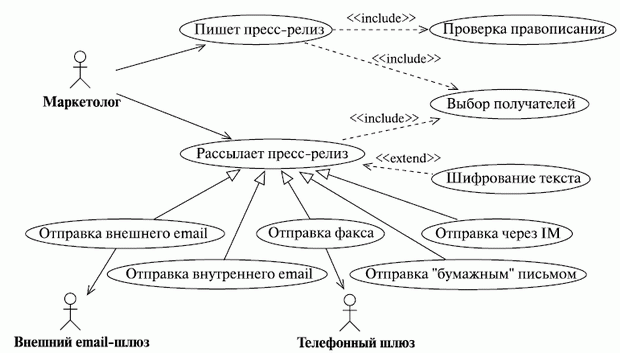 Пишет пресс-релиз
<<include>>
Проверка правописания
<<include>>
Маркетолог
<<include>>
Выбор получателей
Рассылает пресс-релиз
<<extend>>
Шифрование текста
Отправка внешнего email
Отправка факса
Отправка через IM
Отправка внутреннего email
Отправка "бумажным" письмом
Внешний email-шлюз
Телефонный шлюз